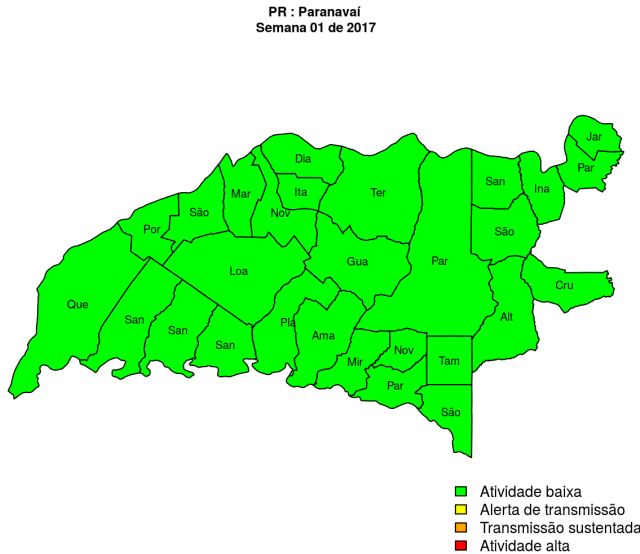 PR : Paranavaí
Semana 01 de 2017
Jar
Dia
Par
Mar
Ita
Ter
San
Ina
São
Nov
Por
São
Loa
Gua
Par
Cru
Que
San
San
San
Pla
Ama
Alt
Mir
Nov
Tam
Par
São
Atividade baixa
Alerta de transmissão
Transmissão sustentada
Atividade alta